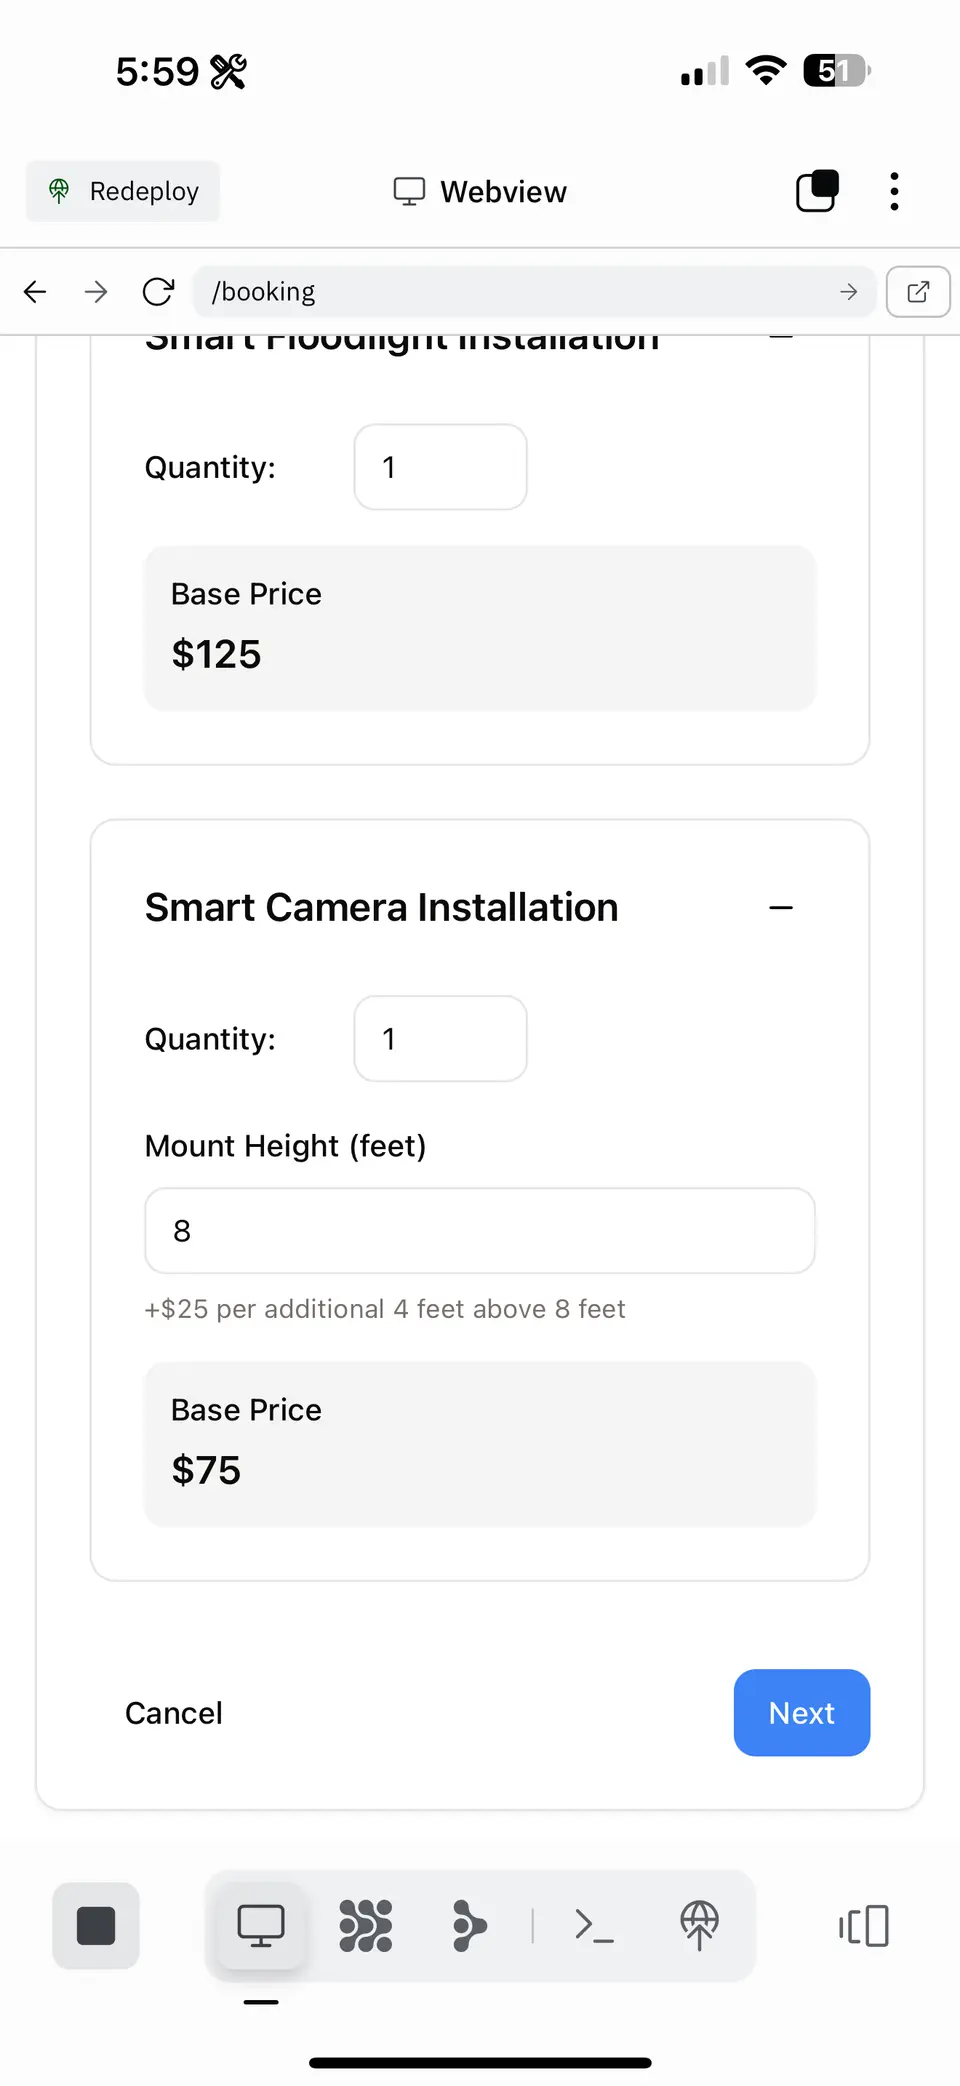 5:59
51
Redeploy
Webview
/booking
Smart Floodlight Installation
Quantity:
1
Base Price
$125
Smart Camera Installation
Quantity:
1
Mount Height (feet)
8
+$25 per additional 4 feet above 8 feet
Base Price
$75
Cancel
Next